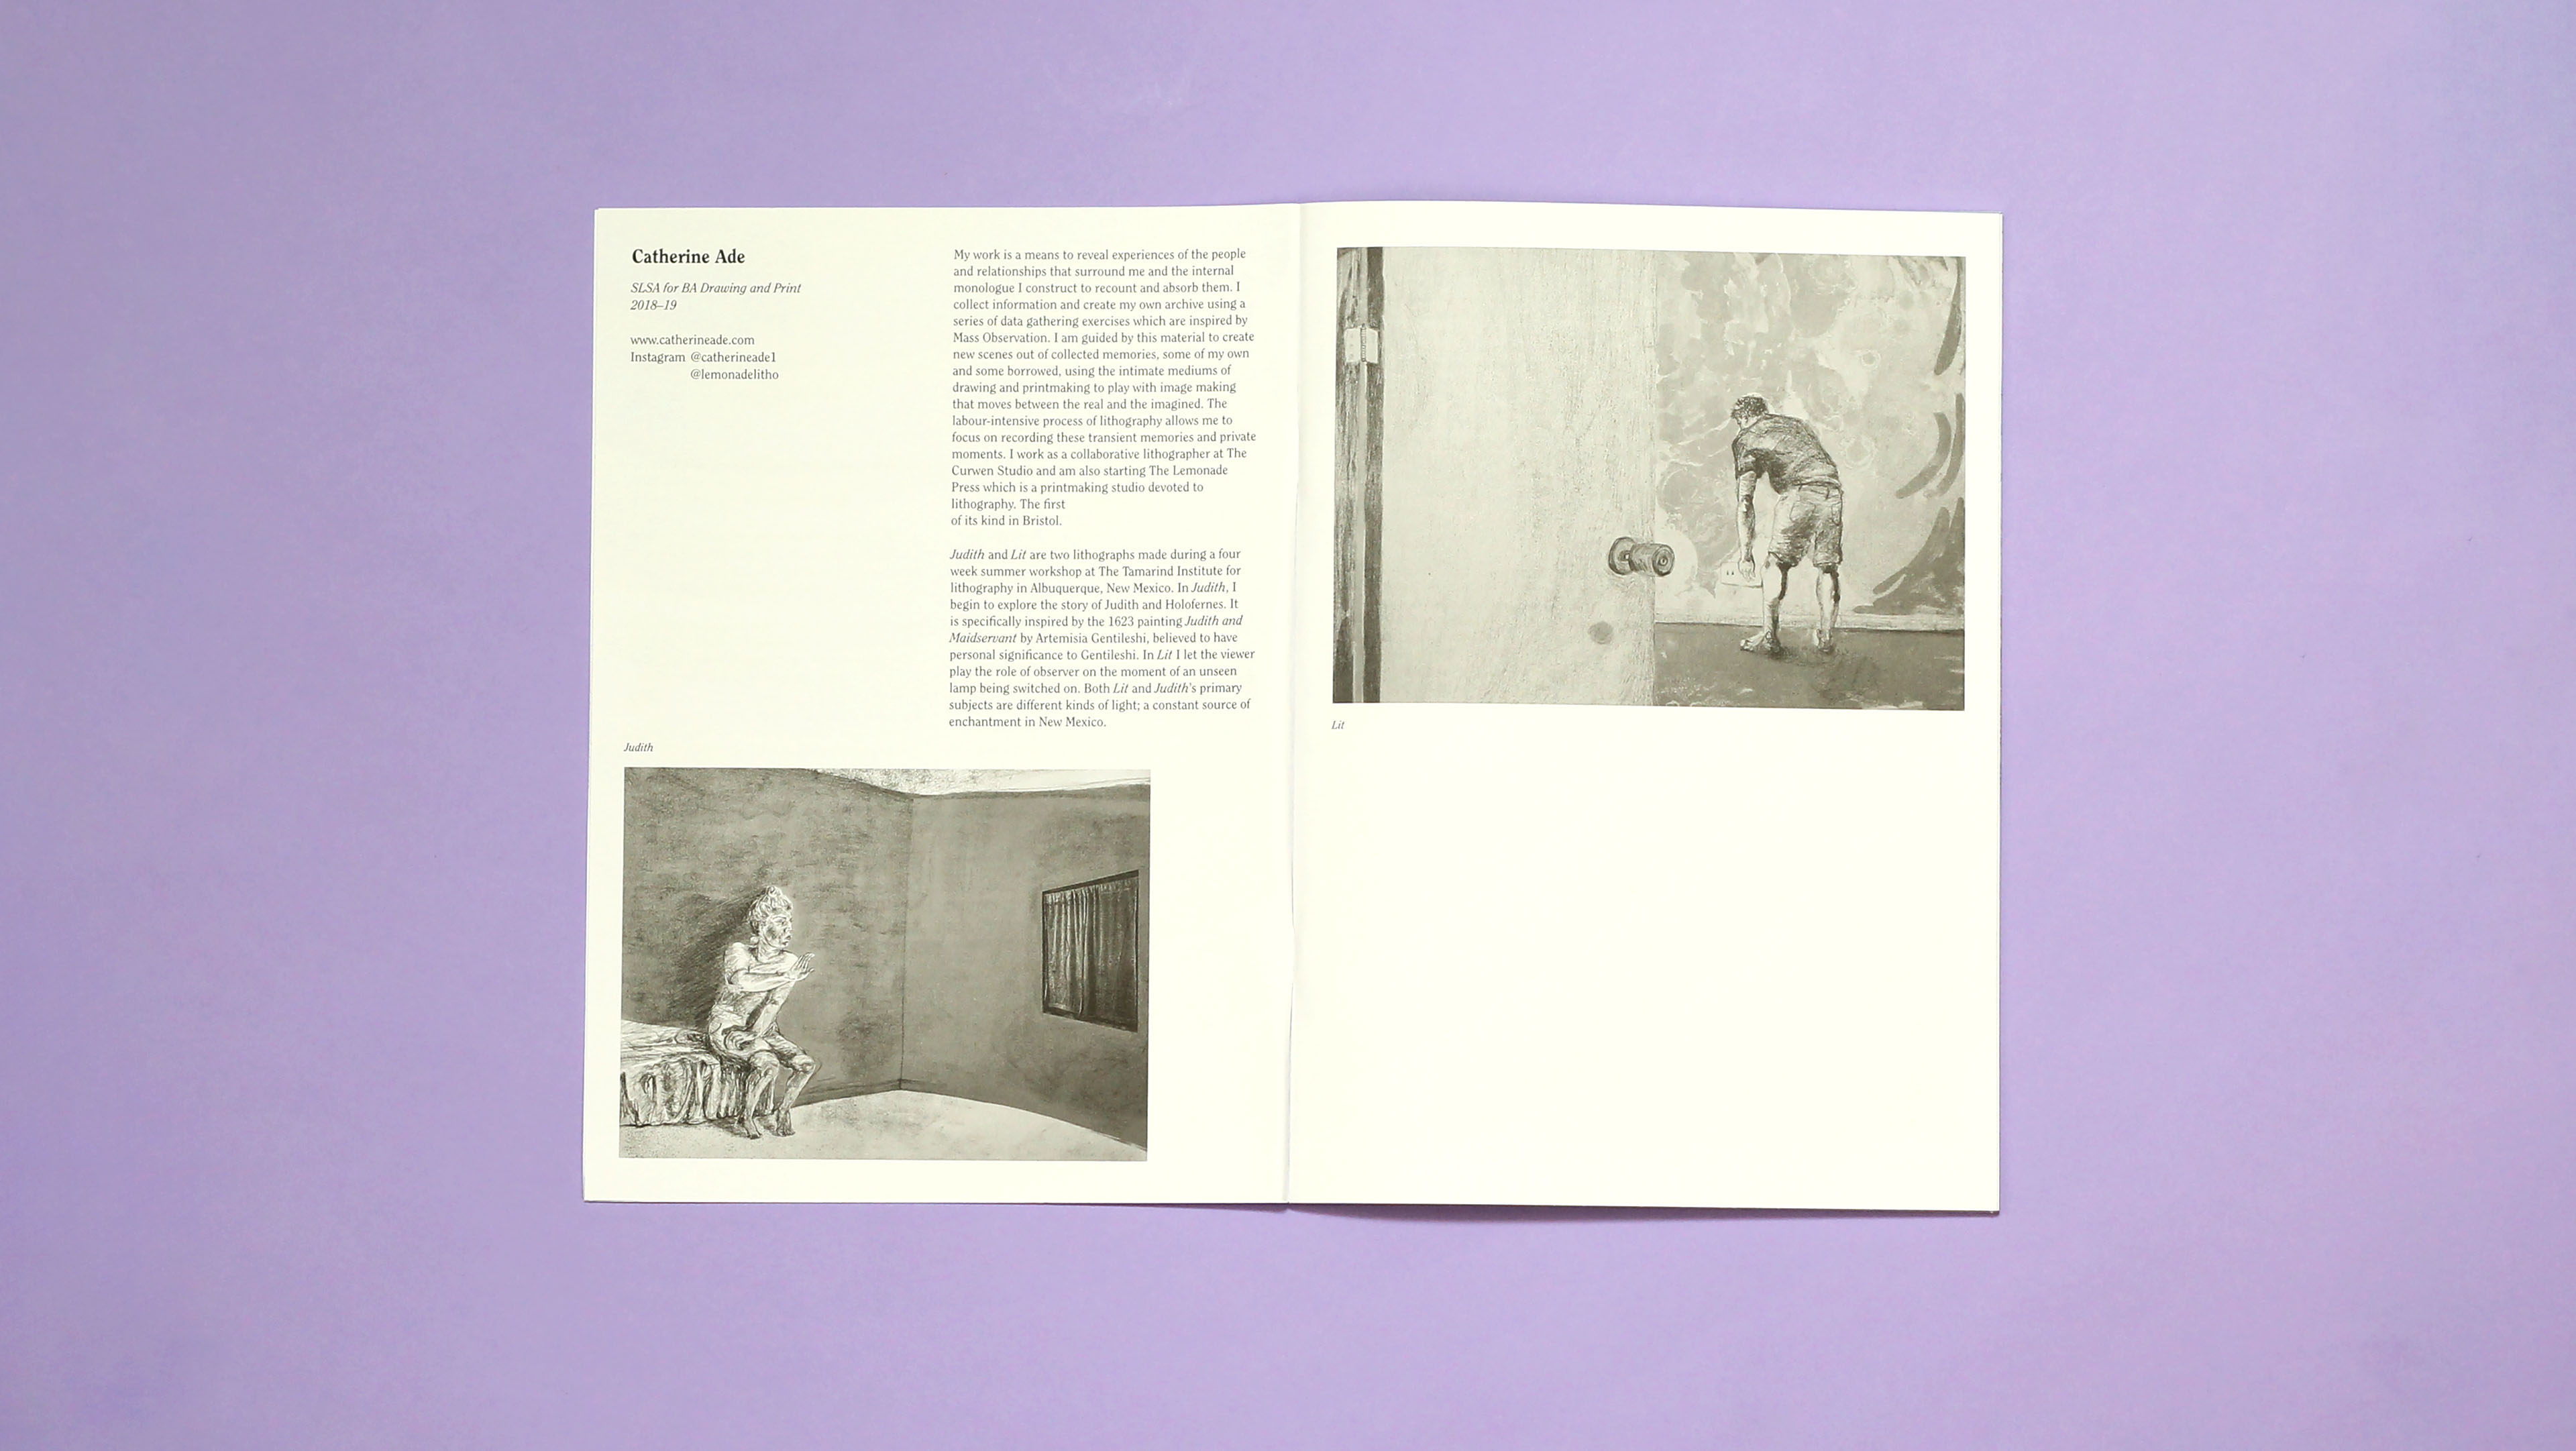 Catherine Ade
SLSA for BA Drawing and Print
2018–19
www.catherineade.com
Instagram @catherineade1
@lemonadelitho
My work is a means to reveal experiences of the people
and relationships that surround me and the internal
monologue I construct to recount and absorb them. I
collect information and create my own archive using a
series of data gathering exercises which are inspired by
Mass Observation. I am guided by this material to create
new scenes out of collected memories, some of my own
and some borrowed, using the intimate mediums of
drawing and printmaking to play with image making
that moves between the real and the imagined. The
labour-intensive process of lithography allows me to
focus on recording these transient memories and private
moments. I work as a collaborative lithographer at The
Curwen Studio and am also starting The Lemonade
Press which is a printmaking studio devoted to
lithography. The first
of its kind in Bristol.
Judith and Lit are two lithographs made during a four
week summer workshop at The Tamarind Institute for
lithography in Albuquerque, New Mexico. In Judith, I
begin to explore the story of Judith and Holofernes. It
is specifically inspired by the 1623 painting Judith and
Maidservant by Artemisia Gentileshi, believed to have
personal significance to Gentileshi. In Lit I let the viewer
play the role of observer on the moment of an unseen
lamp being switched on. Both Lit and Judith's primary
subjects are different kinds of light; a constant source of
enchantment in New Mexico.
Judith
Lit